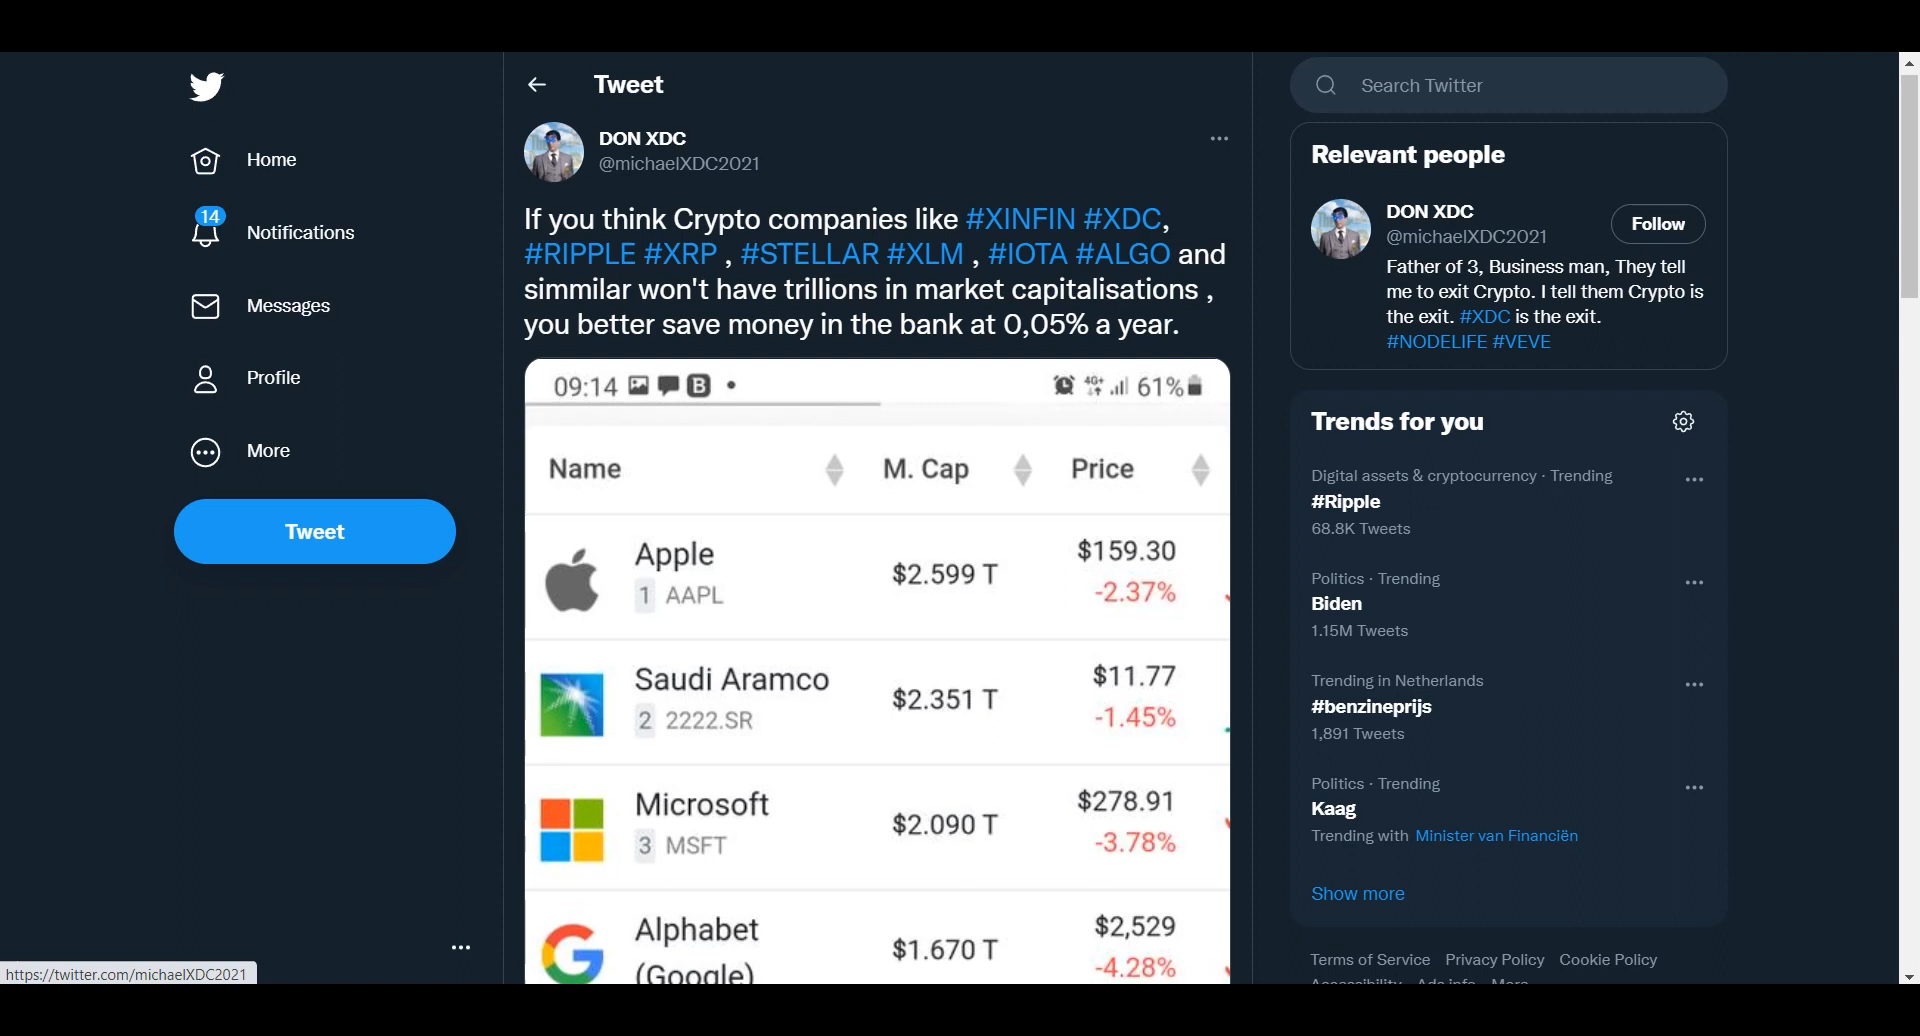 Home
14
Notifications
Messages
Profile
More
Tweet
https://twitter.com/michaelXDC2021
Tweet
DON XDC
@michaelXDC2021
If you think Crypto companies like #XINFIN #XDC,
#RIPPLE #XRP , #STELLAR #XLM , #IOTA #ALGO and
simmilar won't have trillions in market capitalisations ,
you better save money in the bank at 0,05% a year.
09:14 B 4G+ 61%
Name M. Cap Price
Apple
1 AAPL
$2.599 T
$159.30
-2.37%
Saudi Aramco
2 2222.SR
$2.351 T
$11.77
-1.45%
Microsoft
3 MSFT
$2.090 T
$278.91
-3.78%
Alphabet
(Google)
$1.670 T
$2,529
-4.28%
Search Twitter
Relevant people
DON XDC
@michaelXDC2021
Follow
Father of 3, Business man, They tell
me to exit Crypto. I tell them Crypto is
the exit. #XDC is the exit.
#NODELIFE #VEVE
Trends for you
Digital assets & cryptocurrency · Trending
#Ripple
68.8K Tweets
Politics · Trending
Biden
1.15M Tweets
Trending in Netherlands
#benzineprijs
1,891 Tweets
Politics · Trending
Kaag
Trending with Minister van Financiën
Show more
Terms of Service Privacy Policy Cookie Policy
Accessibility Ads info More